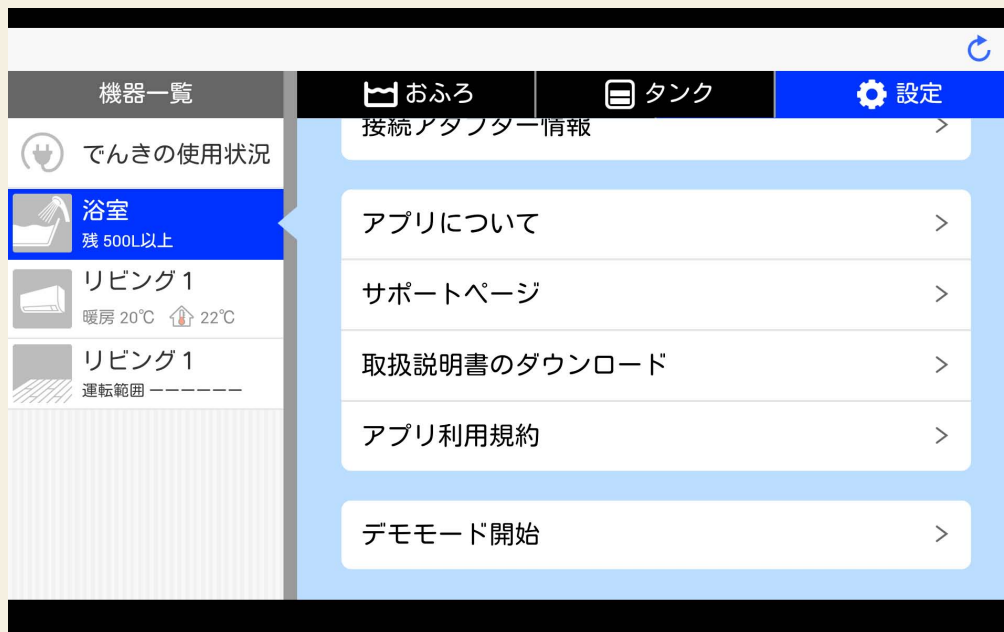 機器一覧
おふろ
タンク
設定
でんきの使用状況
浴室
残 500L以上
リビング1
暖房 20℃ 22℃
リビング1
運転範囲 ーーーーーー
接続アダプター情報
アプリについて
サポートページ
取扱説明書のダウンロード
アプリ利用規約
デモモード開始